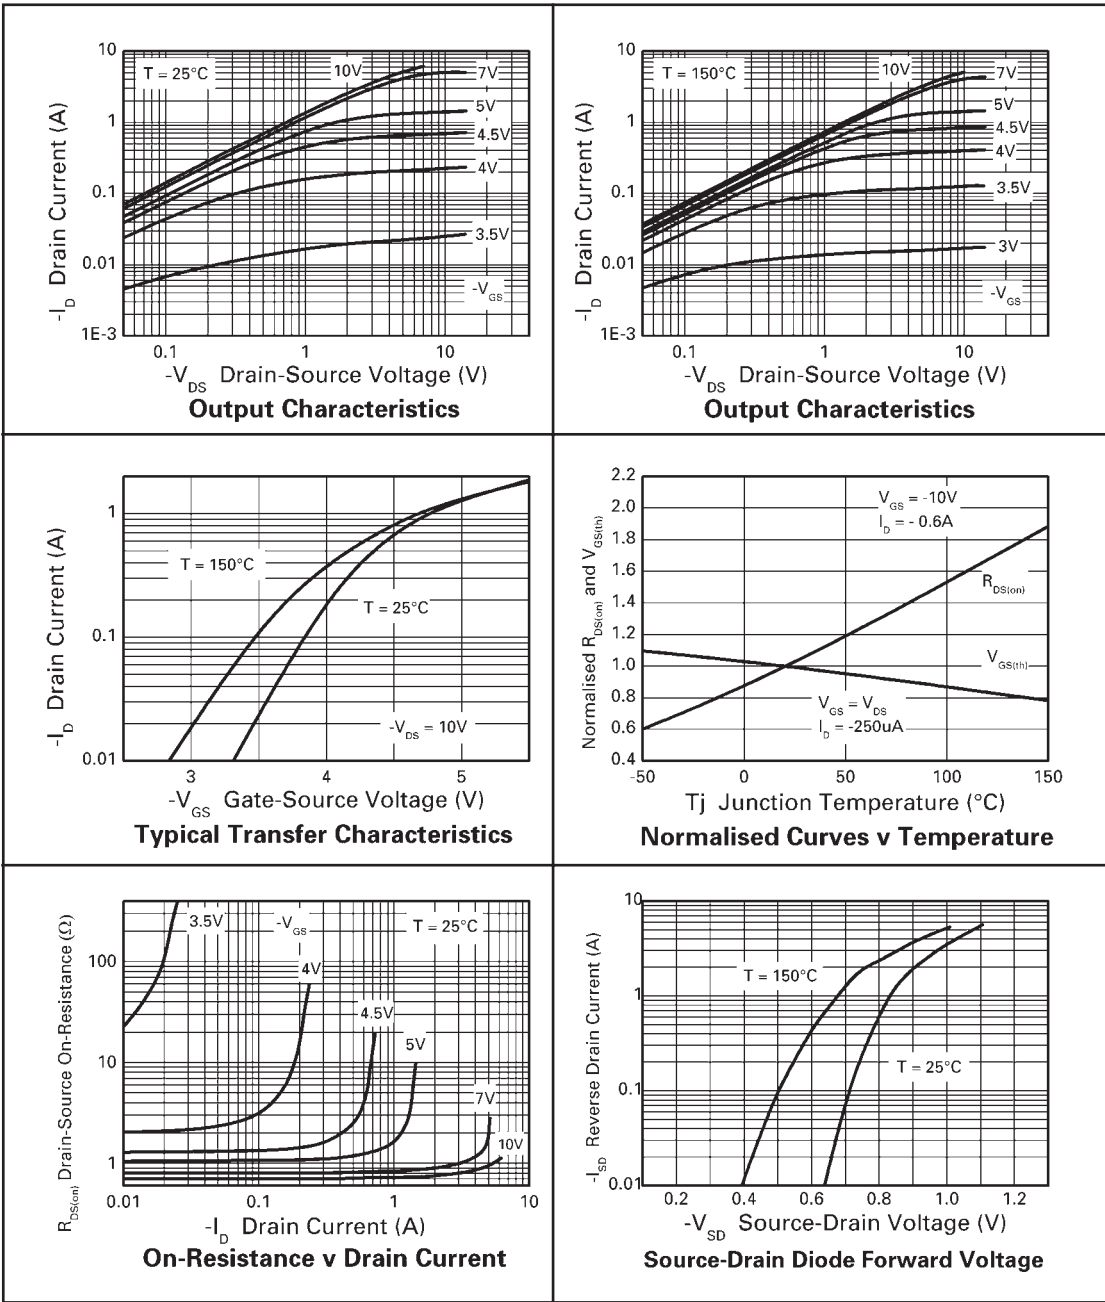 10
1
0.1
0.01
1E-3
-I_D Drain Current (A)
T = 25°C
10V
7V
5V
4.5V
4V
3.5V
-V_GS
0.1 1 10
-V_DS Drain-Source Voltage (V)
Output Characteristics
10
1
0.1
0.01
1E-3
-I_D Drain Current (A)
T = 150°C
10V
7V
5V
4.5V
4V
3.5V
3V
-V_GS
0.1 1 10
-V_DS Drain-Source Voltage (V)
Output Characteristics
1
0.1
0.01
-I_D Drain Current (A)
T = 150°C
T = 25°C
-V_DS = 10V
3 4 5
-V_GS Gate-Source Voltage (V)
Typical Transfer Characteristics
2.2
2.0
1.8
1.6
1.4
1.2
1.0
0.8
0.6
0.4
Normalised R_DS(on) and V_GS(th)
V_GS = -10V
I_D = - 0.6A
R_DS(on)
V_GS(th)
V_GS = V_DS
I_D = -250uA
-50 0 50 100 150
Tj Junction Temperature (°C)
Normalised Curves v Temperature
100
10
1
R_DS(on) Drain-Source On-Resistance (Ω)
3.5V
-V_GS
T = 25°C
4V
4.5V
5V
7V
10V
0.01 0.1 1 10
-I_D Drain Current (A)
On-Resistance v Drain Current
10
1
0.1
0.01
-I_SD Reverse Drain Current (A)
T = 150°C
T = 25°C
0.2 0.4 0.6 0.8 1.0 1.2
-V_SD Source-Drain Voltage (V)
Source-Drain Diode Forward Voltage